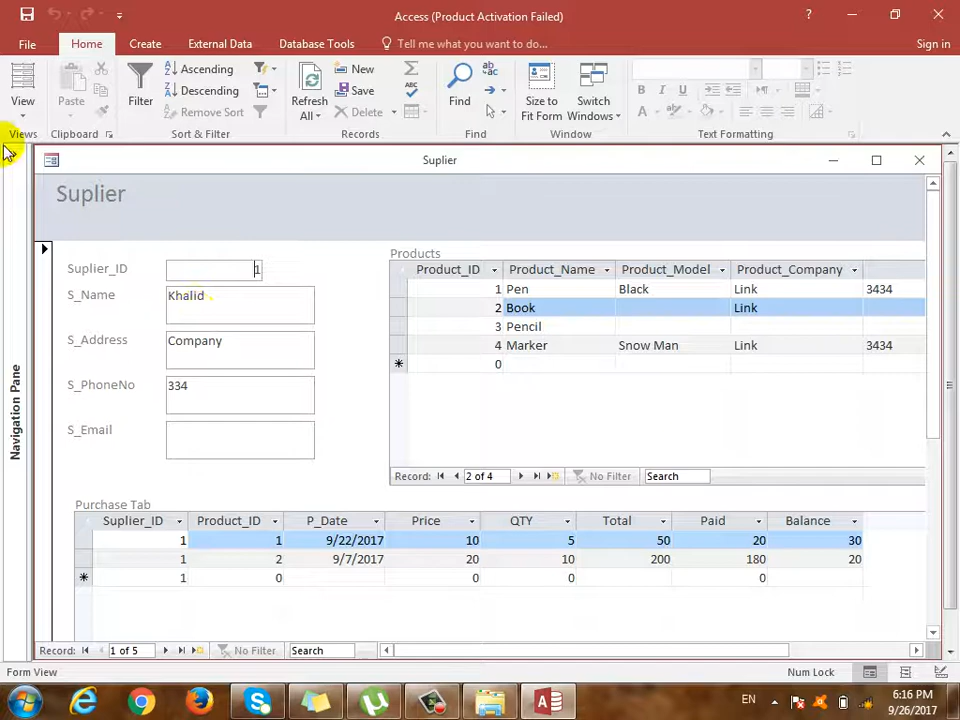 Access (Product Activation Failed)
?
File Home Create External Data Database Tools Tell me what you want to do... Sign in
View Paste Filter Ascending Descending Remove Sort Refresh All New Save Delete Find Size to Fit Form Switch Windows B I U A
Views Clipboard Sort & Filter Records Find Window Text Formatting
Suplier
Suplier
Navigation Pane
Suplier_ID 1
S_Name Khalid
S_Address Company
S_PhoneNo 334
S_Email
Products
Product_ID Product_Name Product_Model Product_Company
1 Pen Black Link 3434
2 Book Link
3 Pencil
4 Marker Snow Man Link 3434
0
Record: 2 of 4 No Filter Search
Purchase Tab
Suplier_ID Product_ID P_Date Price QTY Total Paid Balance
1 1 9/22/2017 10 5 50 20 30
1 2 9/7/2017 20 10 200 180 20
1 0 0 0 0
Record: 1 of 5 No Filter Search
Form View Num Lock
EN 6:16 PM
9/26/2017